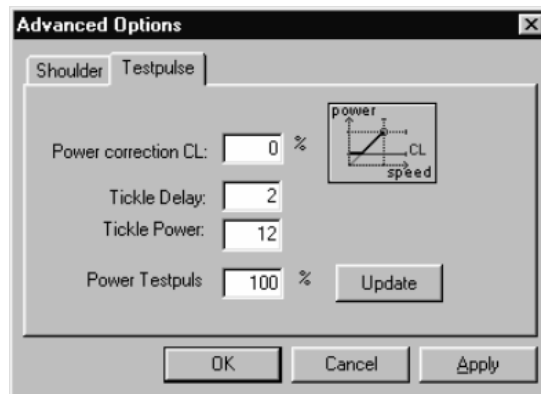 Advanced Options
Shoulder Testpulse
power
CL
speed
Power correction CL: 0 %
Tickle Delay: 2
Tickle Power: 12
Power Testpuls 100 % Update
OK Cancel Apply